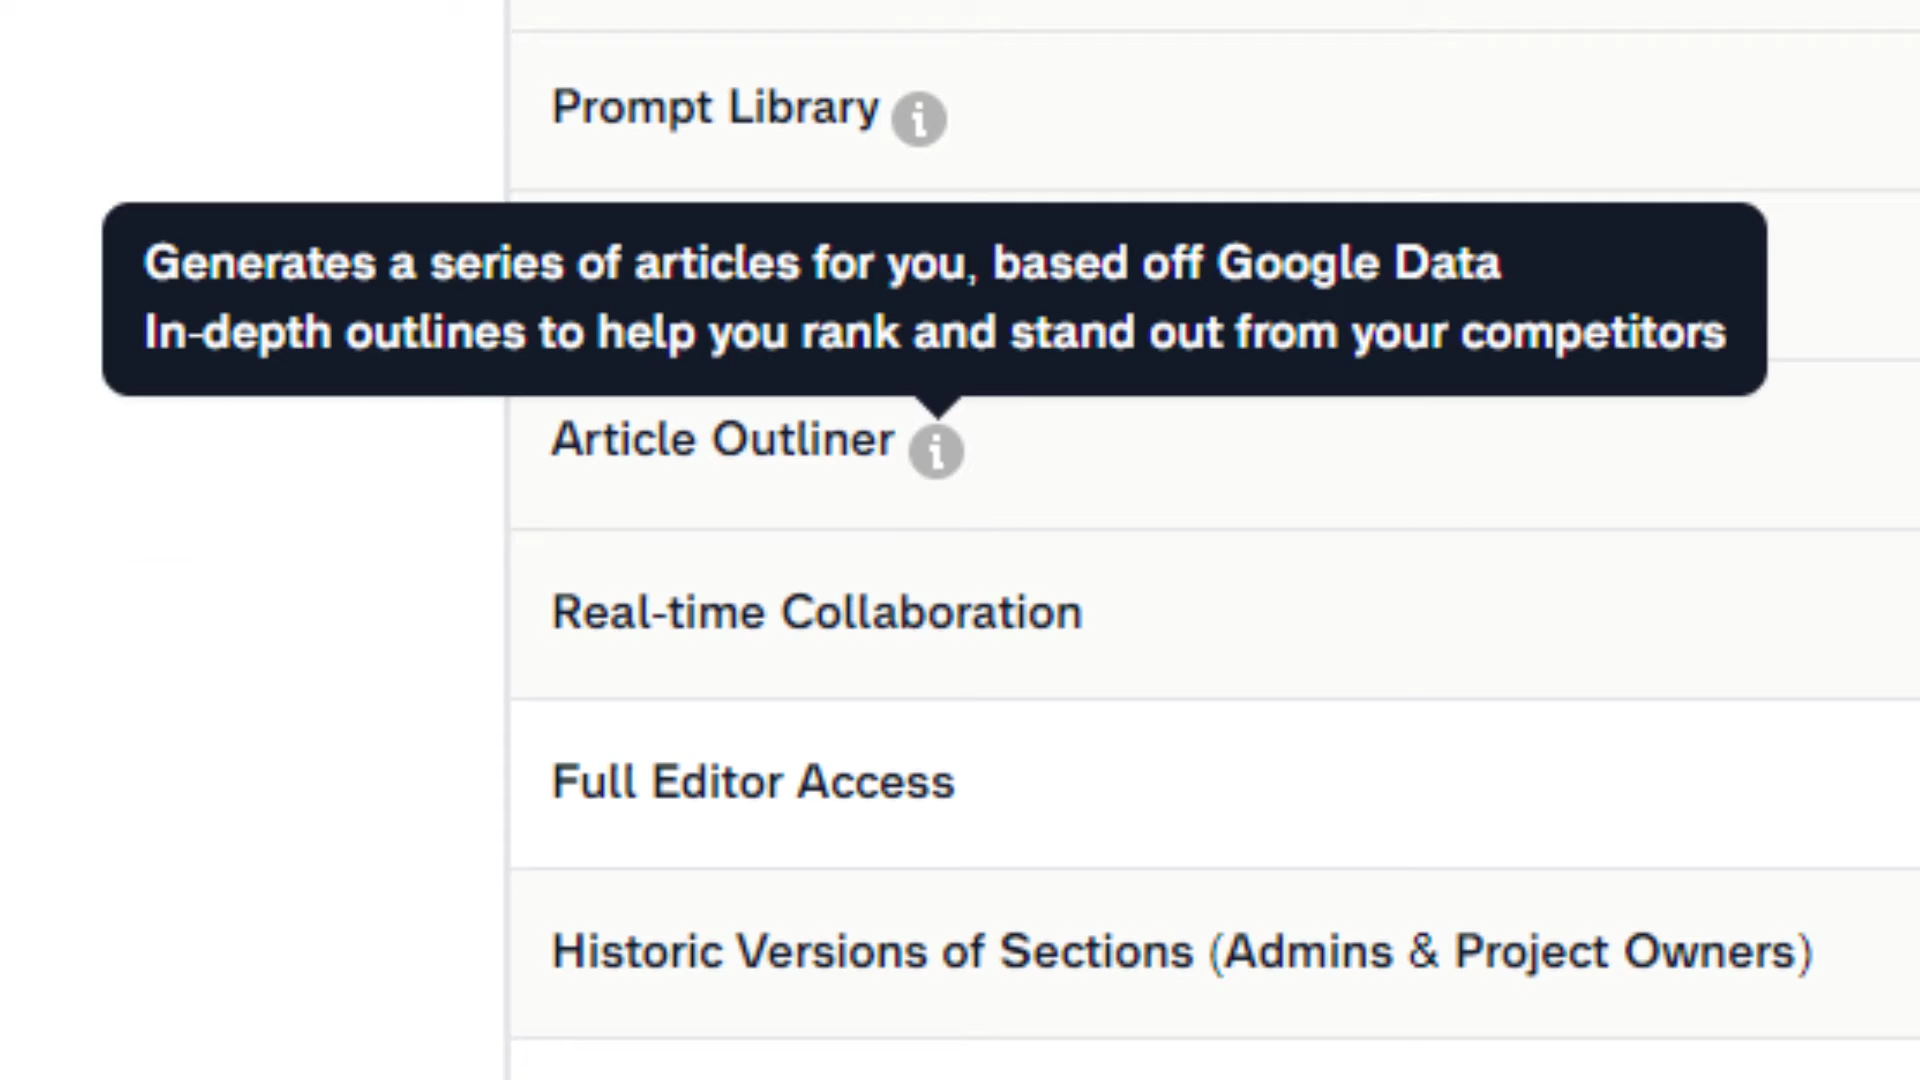 Prompt Library
Generates a series of articles for you, based off Google Data
In-depth outlines to help you rank and stand out from your competitors
Article Outliner
Real-time Collaboration
Full Editor Access
Historic Versions of Sections (Admins & Project Owners)